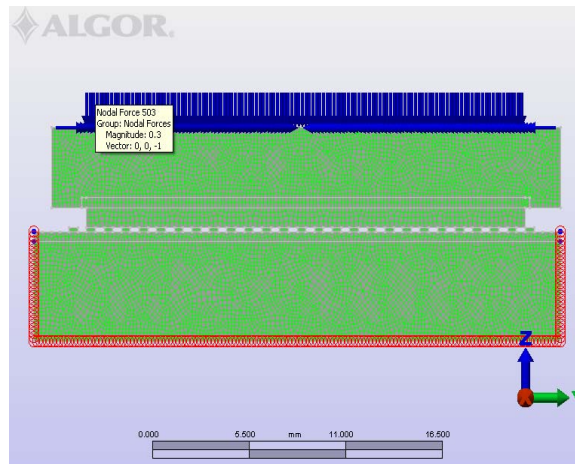 ALGOR®
Nodal Force 503
Group: Nodal Forces
Magnitude: 0.3
Vector: 0, 0, -1
Z
Y
0.000 5.500 mm 11.000 16.500